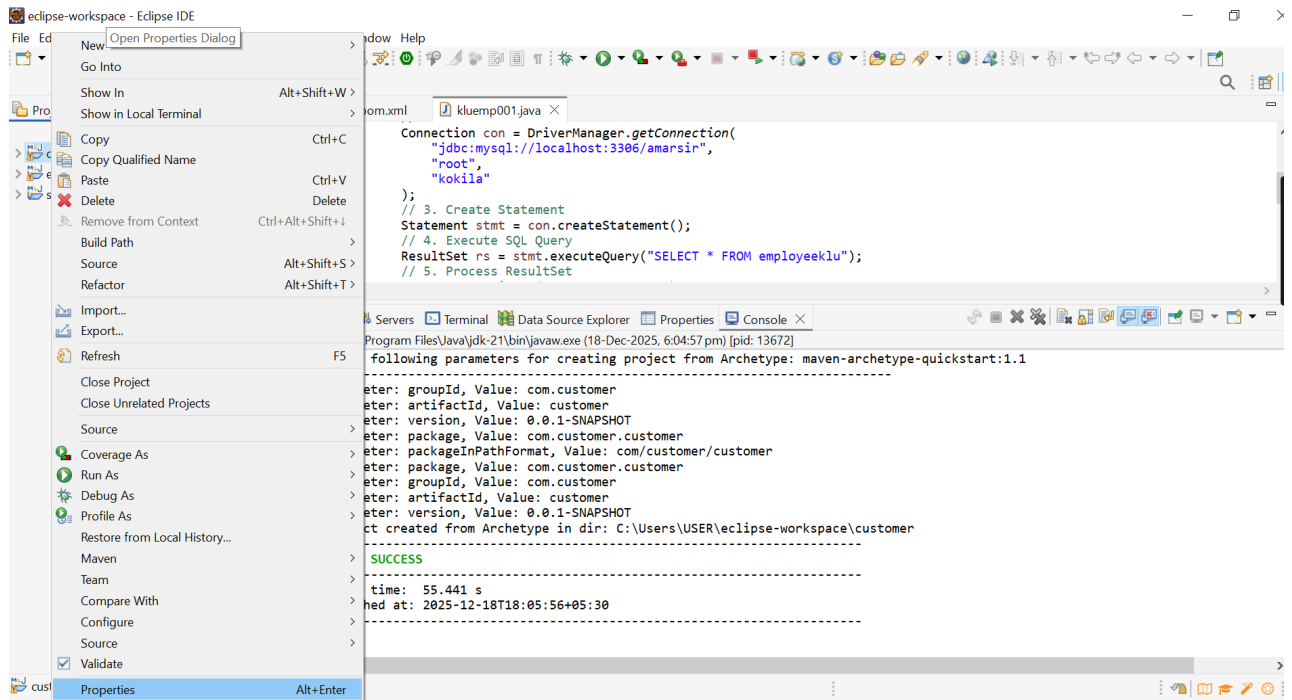 eclipse-workspace - Eclipse IDE
File Ed
Open Properties Dialog
ndow Help
New
Go Into
Show In Alt+Shift+W
Show in Local Terminal
Copy Ctrl+C
Copy Qualified Name
Paste Ctrl+V
Delete Delete
Remove from Context Ctrl+Alt+Shift+↓
Build Path
Source Alt+Shift+S
Refactor Alt+Shift+T
Import...
Export...
Refresh F5
Close Project
Close Unrelated Projects
Source
Coverage As
Run As
Debug As
Profile As
Restore from Local History...
Maven
Team
Compare With
Configure
Source
Validate
Properties Alt+Enter
Pro
c
e
s
cust
om.xml
kluemp001.java
Connection con = DriverManager.getConnection(
"jdbc:mysql://localhost:3306/amarsir",
"root",
"kokila"
);
// 3. Create Statement
Statement stmt = con.createStatement();
// 4. Execute SQL Query
ResultSet rs = stmt.executeQuery("SELECT * FROM employeeklu");
// 5. Process ResultSet
Servers Terminal Data Source Explorer Properties Console
Program Files\Java\jdk-21\bin\javaw.exe (18-Dec-2025, 6:04:57 pm) [pid: 13672]
following parameters for creating project from Archetype: maven-archetype-quickstart:1.1
----------------------------------------------------------------------
eter: groupId, Value: com.customer
eter: artifactId, Value: customer
eter: version, Value: 0.0.1-SNAPSHOT
eter: package, Value: com.customer.customer
eter: packageInPathFormat, Value: com/customer/customer
eter: package, Value: com.customer.customer
eter: groupId, Value: com.customer
eter: artifactId, Value: customer
eter: version, Value: 0.0.1-SNAPSHOT
ct created from Archetype in dir: C:\Users\USER\eclipse-workspace\customer
------------------------------------------------------------------
SUCCESS
------------------------------------------------------------------
time: 55.441 s
hed at: 2025-12-18T18:05:56+05:30
------------------------------------------------------------------